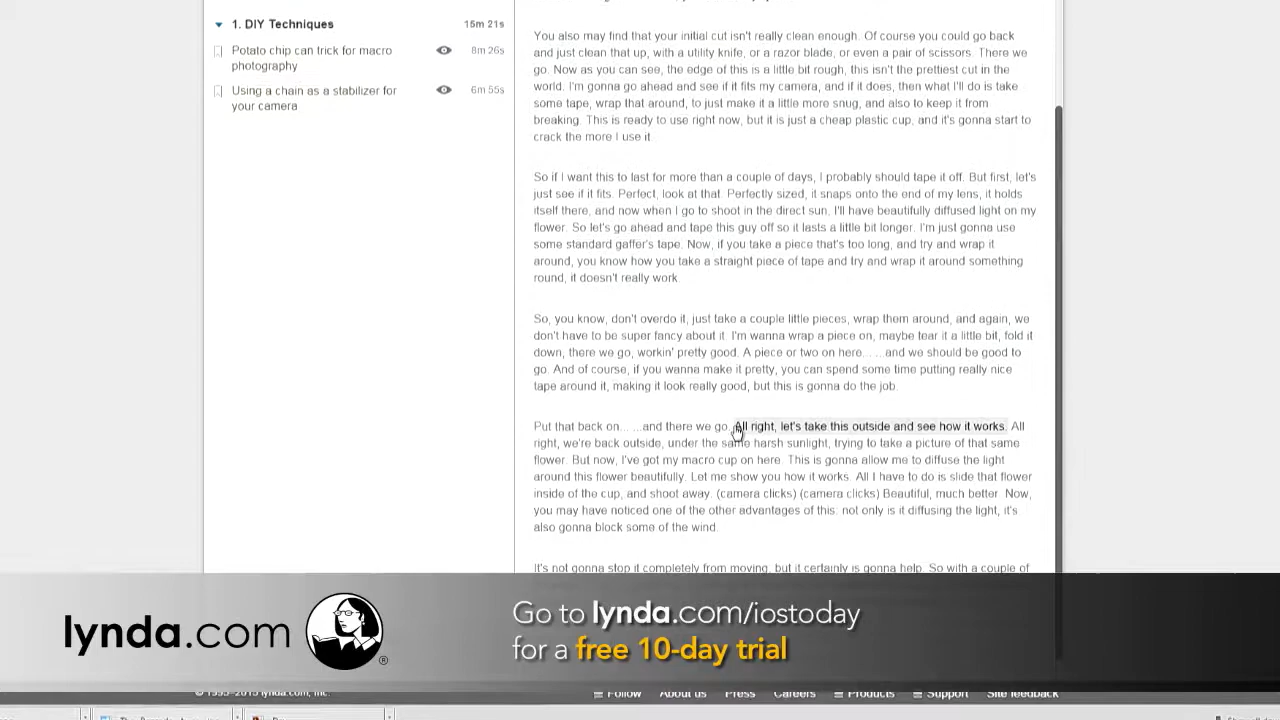 1. DIY Techniques 15m 21s
Potato chip can trick for macro photography 8m 26s
Using a chain as a stabilizer for your camera 6m 55s
You also may find that your initial cut isn't really clean enough. Of course you could go back
and just clean that up, with a utility knife, or a razor blade, or even a pair of scissors. There we
go. Now as you can see, the edge of this is a little bit rough, this isn't the prettiest cut in the
world. I'm gonna go ahead and see if it fits my camera, and if it does, then what I'll do is take
some tape, wrap that around, to just make it a little more snug, and also to keep it from
breaking. This is ready to use right now, but it is just a cheap plastic cup, and it's gonna start to
crack the more I use it.
So if I want this to last for more than a couple of days, I probably should tape it off. But first, let's
just see if it fits. Perfect, look at that. Perfectly sized, it snaps onto the end of my lens, it holds
itself there, and now when I go to shoot in the direct sun, I'll have beautifully diffused light on my
flower. So let's go ahead and tape this guy off so it lasts a little bit longer. I'm just gonna use
some standard gaffer's tape. Now, if you take a piece that's too long, and try and wrap it
around, you know how you take a straight piece of tape and try and wrap it around something
round, it doesn't really work.
So, you know, don't overdo it, just take a couple little pieces, wrap them around, and again, we
don't have to be super fancy about it. I'm wanna wrap a piece on, maybe tear it a little bit, fold it
down, there we go, workin' pretty good. A piece or two on here... ...and we should be good to
go. And of course, if you wanna make it pretty, you can spend some time putting really nice
tape around it, making it look really good, but this is gonna do the job.
Put that back on... ...and there we go. All right, let's take this outside and see how it works. All
right, we're back outside, under the same harsh sunlight, trying to take a picture of that same
flower. But now, I've got my macro cup on here. This is gonna allow me to diffuse the light
around this flower beautifully. Let me show you how it works. All I have to do is slide that flower
inside of the cup, and shoot away. (camera clicks) (camera clicks) Beautiful, much better. Now,
you may have noticed one of the other advantages of this: not only is it diffusing the light, it's
also gonna block some of the wind.
It's not gonna stop it completely from moving, but it certainly is gonna help. So with a couple of
lynda.com ®
Go to lynda.com/iostoday
for a free 10-day trial
lynda.com, Inc. Follow About us Press Careers Products Support Site feedback